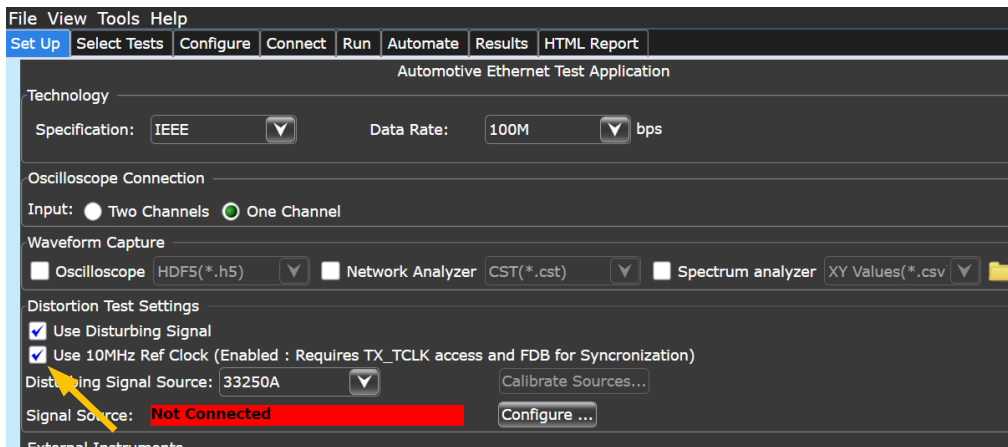 File View Tools Help
Set Up Select Tests Configure Connect Run Automate Results HTML Report
Automotive Ethernet Test Application
Technology
Specification: IEEE Data Rate: 100M bps
Oscilloscope Connection
Input: Two Channels One Channel
Waveform Capture
Oscilloscope HDF5(*.h5) Network Analyzer CST(*.cst) Spectrum analyzer XY Values(*.csv
Distortion Test Settings
Use Disturbing Signal
Use 10MHz Ref Clock (Enabled : Requires TX_TCLK access and FDB for Syncronization)
Disturbing Signal Source: 33250A Calibrate Sources...
Signal Source: Not Connected Configure ...
External Instruments